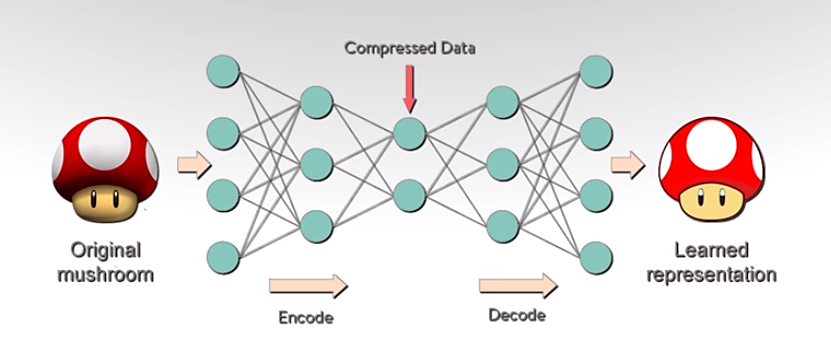 Compressed Data
Original
mushroom
Learned
representation
Encode
Decode